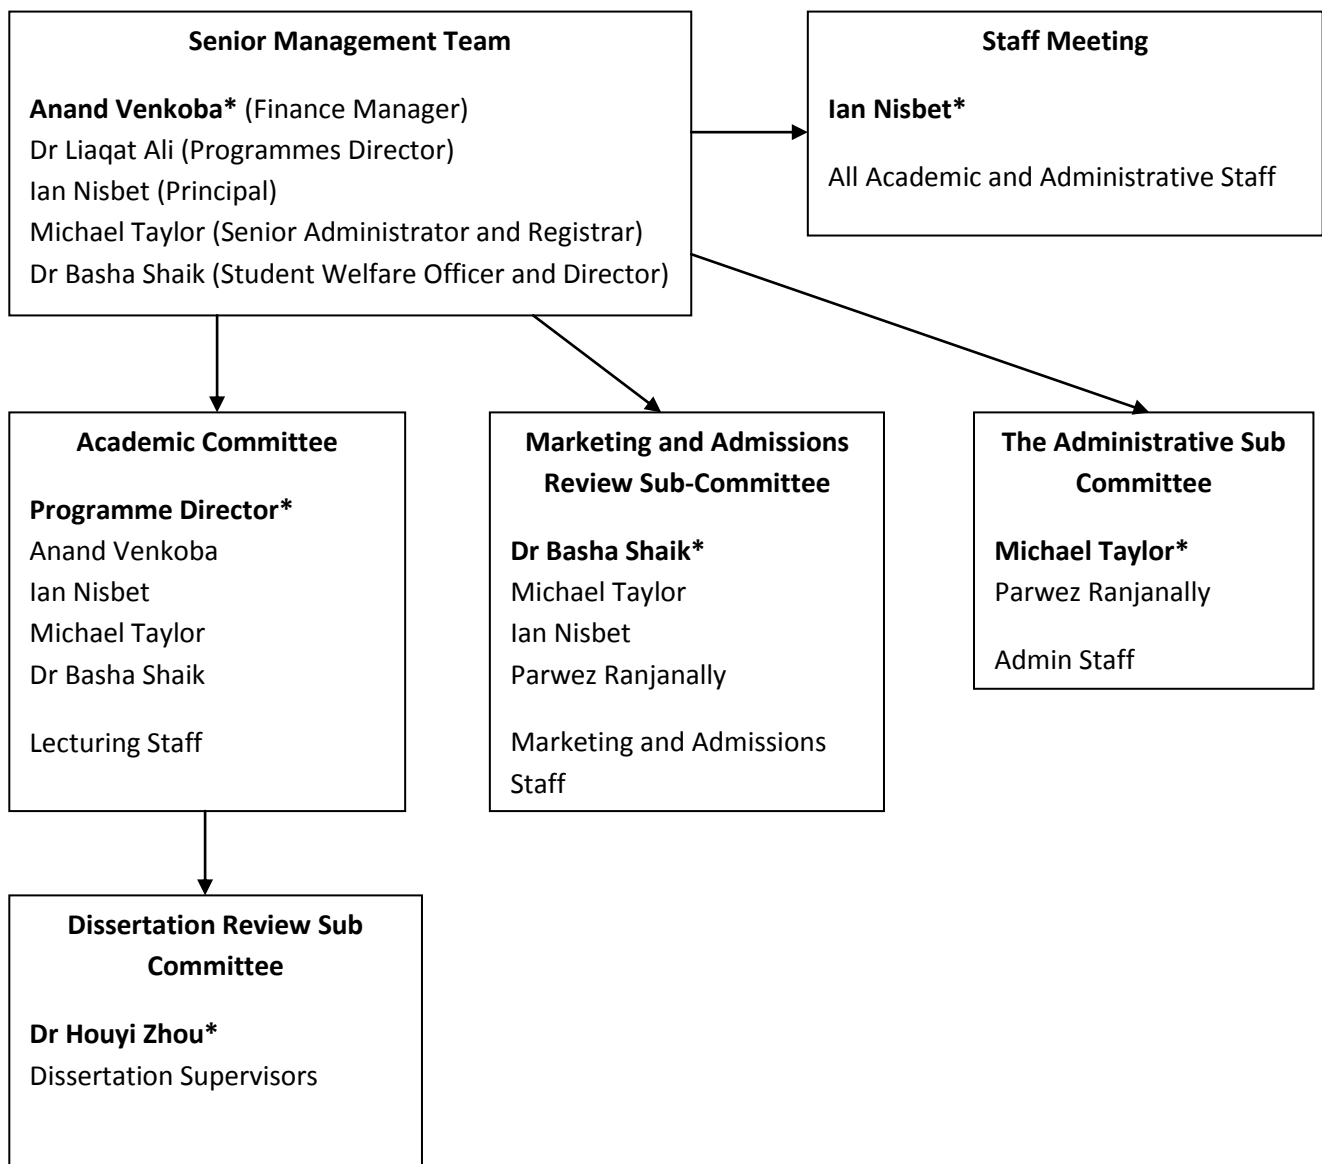 Senior Management Team
Anand Venkoba* (Finance Manager)
Dr Liaqat Ali (Programmes Director)
Ian Nisbet (Principal)
Michael Taylor (Senior Administrator and Registrar)
Dr Basha Shaik (Student Welfare Officer and Director)
Staff Meeting
Ian Nisbet*
All Academic and Administrative Staff
Academic Committee
Programme Director*
Anand Venkoba
Ian Nisbet
Michael Taylor
Dr Basha Shaik
Lecturing Staff
Marketing and Admissions
Review Sub-Committee
Dr Basha Shaik*
Michael Taylor
Ian Nisbet
Parwez Ranjanally
Marketing and Admissions
Staff
The Administrative Sub
Committee
Michael Taylor*
Parwez Ranjanally
Admin Staff
Dissertation Review Sub
Committee
Dr Houyi Zhou*
Dissertation Supervisors